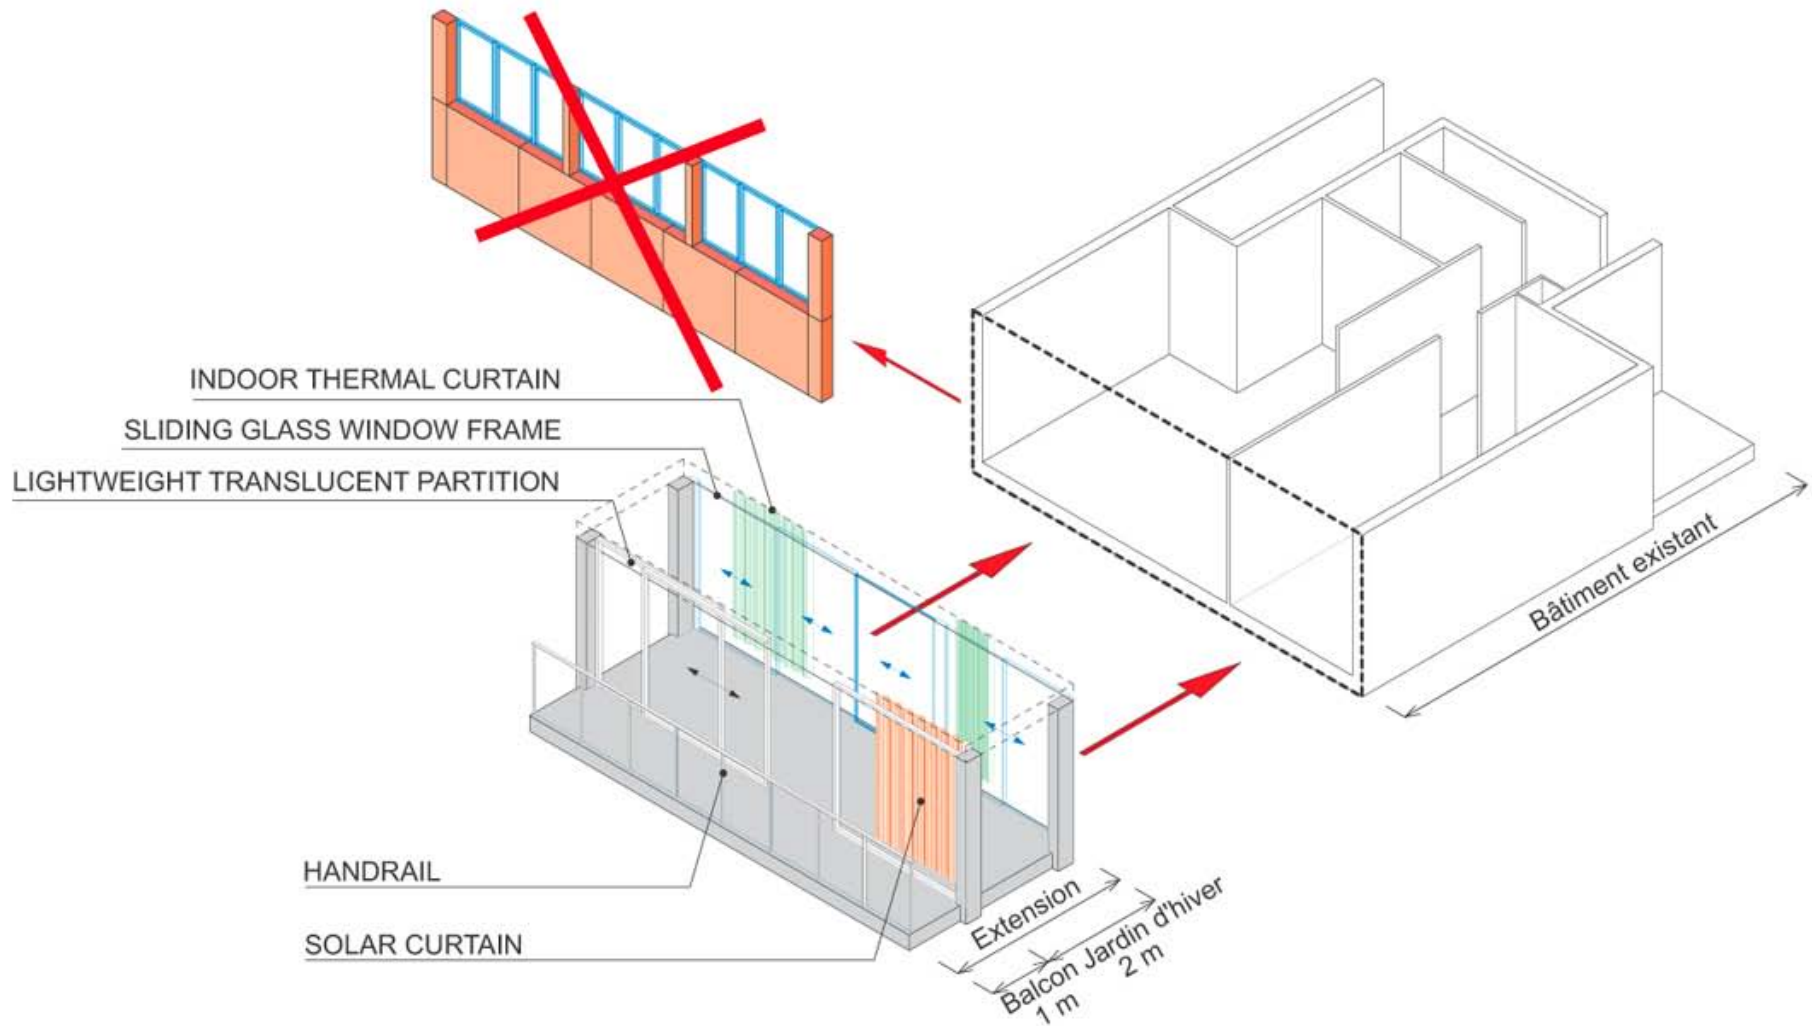 INDOOR THERMAL CURTAIN
SLIDING GLASS WINDOW FRAME
LIGHTWEIGHT TRANSLUCENT PARTITION
Bâtiment existant
HANDRAIL
SOLAR CURTAIN
Extension
Balcon Jardin d'hiver
1 m 2 m